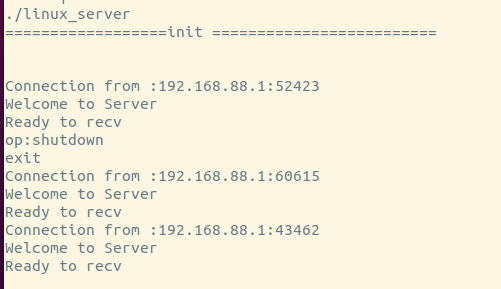 ./linux_server
==================init =========================
Connection from :192.168.88.1:52423
Welcome to Server
Ready to recv
op:shutdown
exit
Connection from :192.168.88.1:60615
Welcome to Server
Ready to recv
Connection from :192.168.88.1:43462
Welcome to Server
Ready to recv